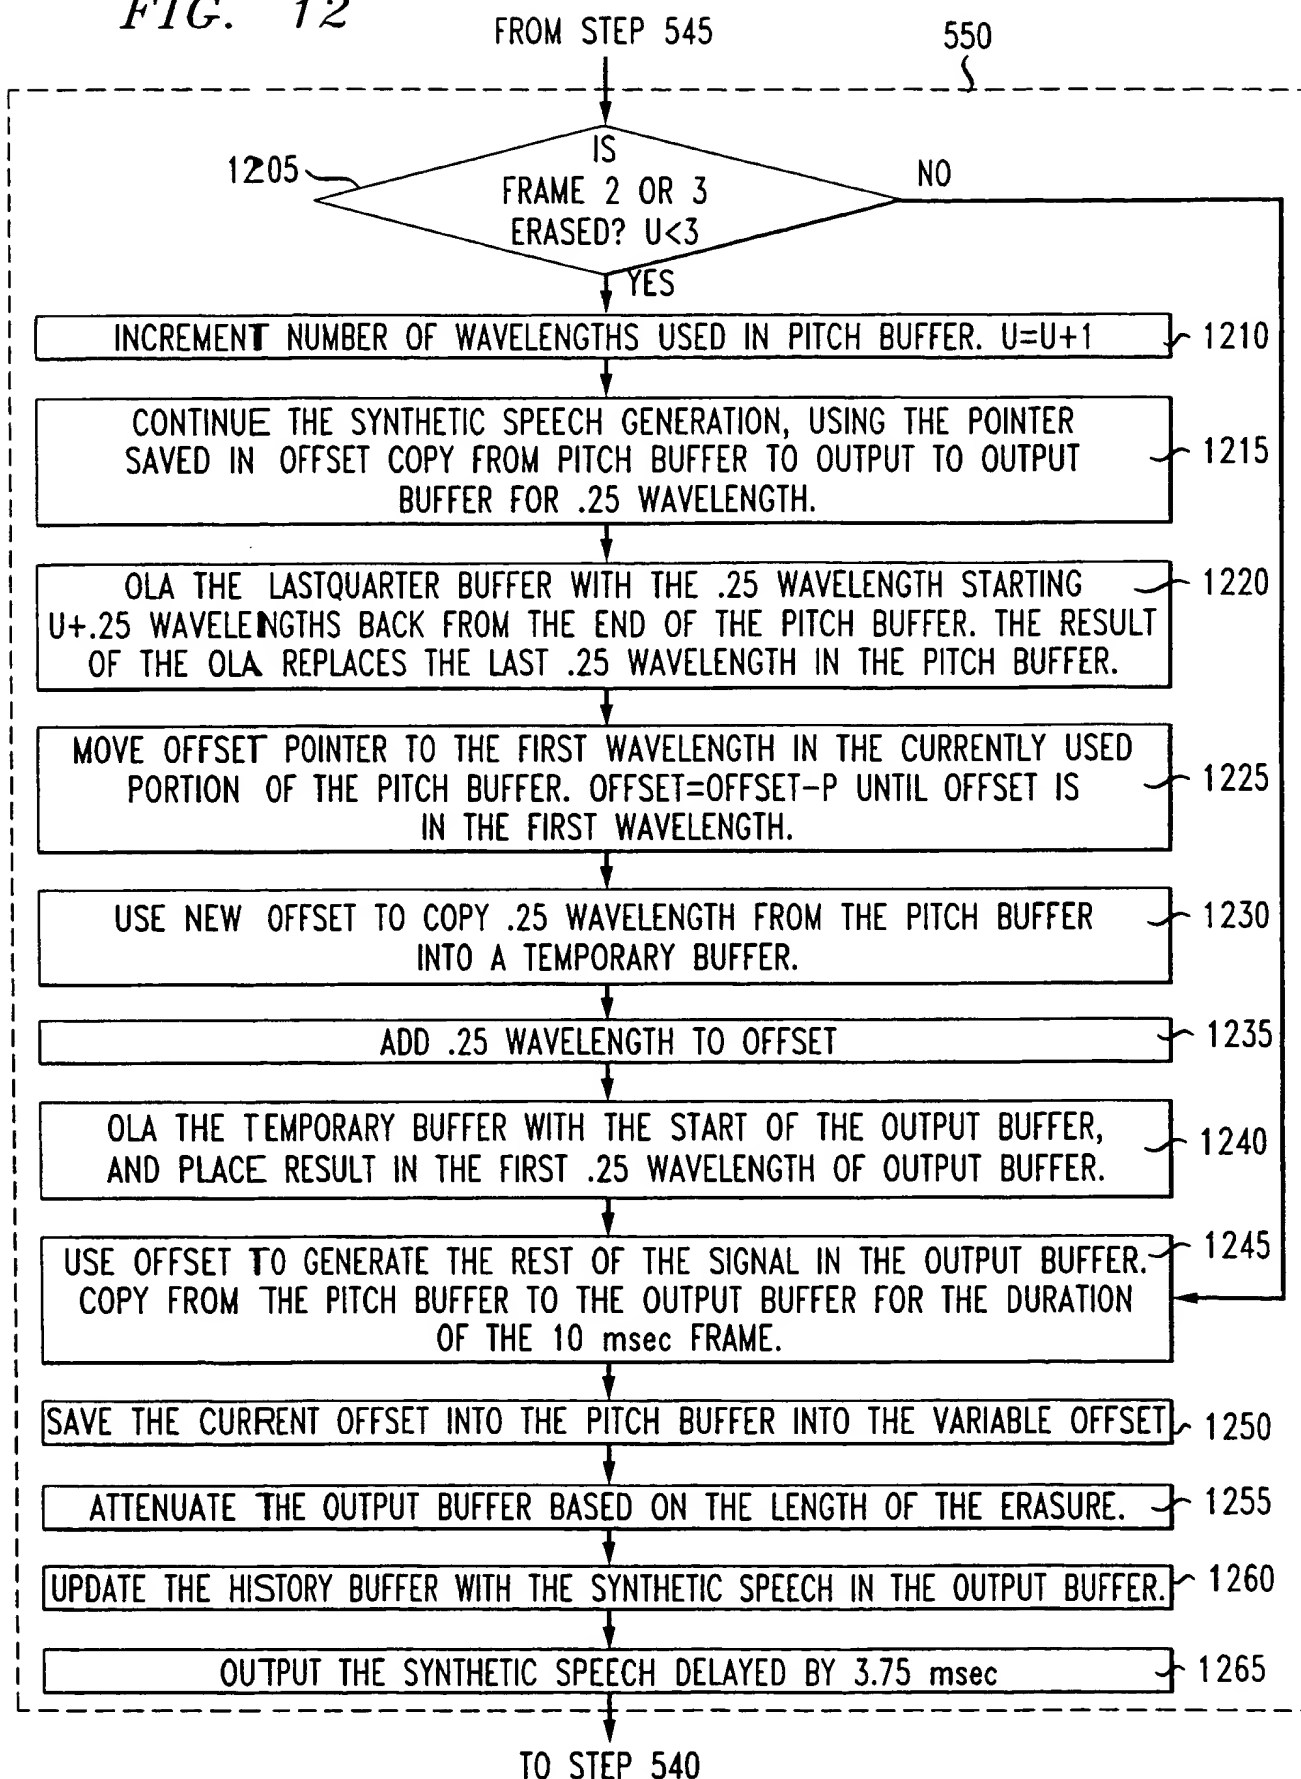 FIG. 12
FROM STEP 545
550
1205
IS
FRAME 2 OR 3
ERASED? U<3
NO
YES
INCREMENT NUMBER OF WAVELENGTHS USED IN PITCH BUFFER. U=U+1
1210
CONTINUE THE SYNTHETIC SPEECH GENERATION, USING THE POINTER
SAVED IN OFFSET COPY FROM PITCH BUFFER TO OUTPUT TO OUTPUT
BUFFER FOR .25 WAVELENGTH.
1215
OLA THE LASTQUARTER BUFFER WITH THE .25 WAVELENGTH STARTING
U+.25 WAVELENGTHS BACK FROM THE END OF THE PITCH BUFFER. THE RESULT
OF THE OLA REPLACES THE LAST .25 WAVELENGTH IN THE PITCH BUFFER.
1220
MOVE OFFSET POINTER TO THE FIRST WAVELENGTH IN THE CURRENTLY USED
PORTION OF THE PITCH BUFFER. OFFSET=OFFSET-P UNTIL OFFSET IS
IN THE FIRST WAVELENGTH.
1225
USE NEW OFFSET TO COPY .25 WAVELENGTH FROM THE PITCH BUFFER
INTO A TEMPORARY BUFFER.
1230
ADD .25 WAVELENGTH TO OFFSET
1235
OLA THE TEMPORARY BUFFER WITH THE START OF THE OUTPUT BUFFER,
AND PLACE RESULT IN THE FIRST .25 WAVELENGTH OF OUTPUT BUFFER.
1240
USE OFFSET TO GENERATE THE REST OF THE SIGNAL IN THE OUTPUT BUFFER.
COPY FROM THE PITCH BUFFER TO THE OUTPUT BUFFER FOR THE DURATION
OF THE 10 msec FRAME.
1245
SAVE THE CURRENT OFFSET INTO THE PITCH BUFFER INTO THE VARIABLE OFFSET
1250
ATTENUATE THE OUTPUT BUFFER BASED ON THE LENGTH OF THE ERASURE.
1255
UPDATE THE HISTORY BUFFER WITH THE SYNTHETIC SPEECH IN THE OUTPUT BUFFER.
1260
OUTPUT THE SYNTHETIC SPEECH DELAYED BY 3.75 msec
1265
TO STEP 540